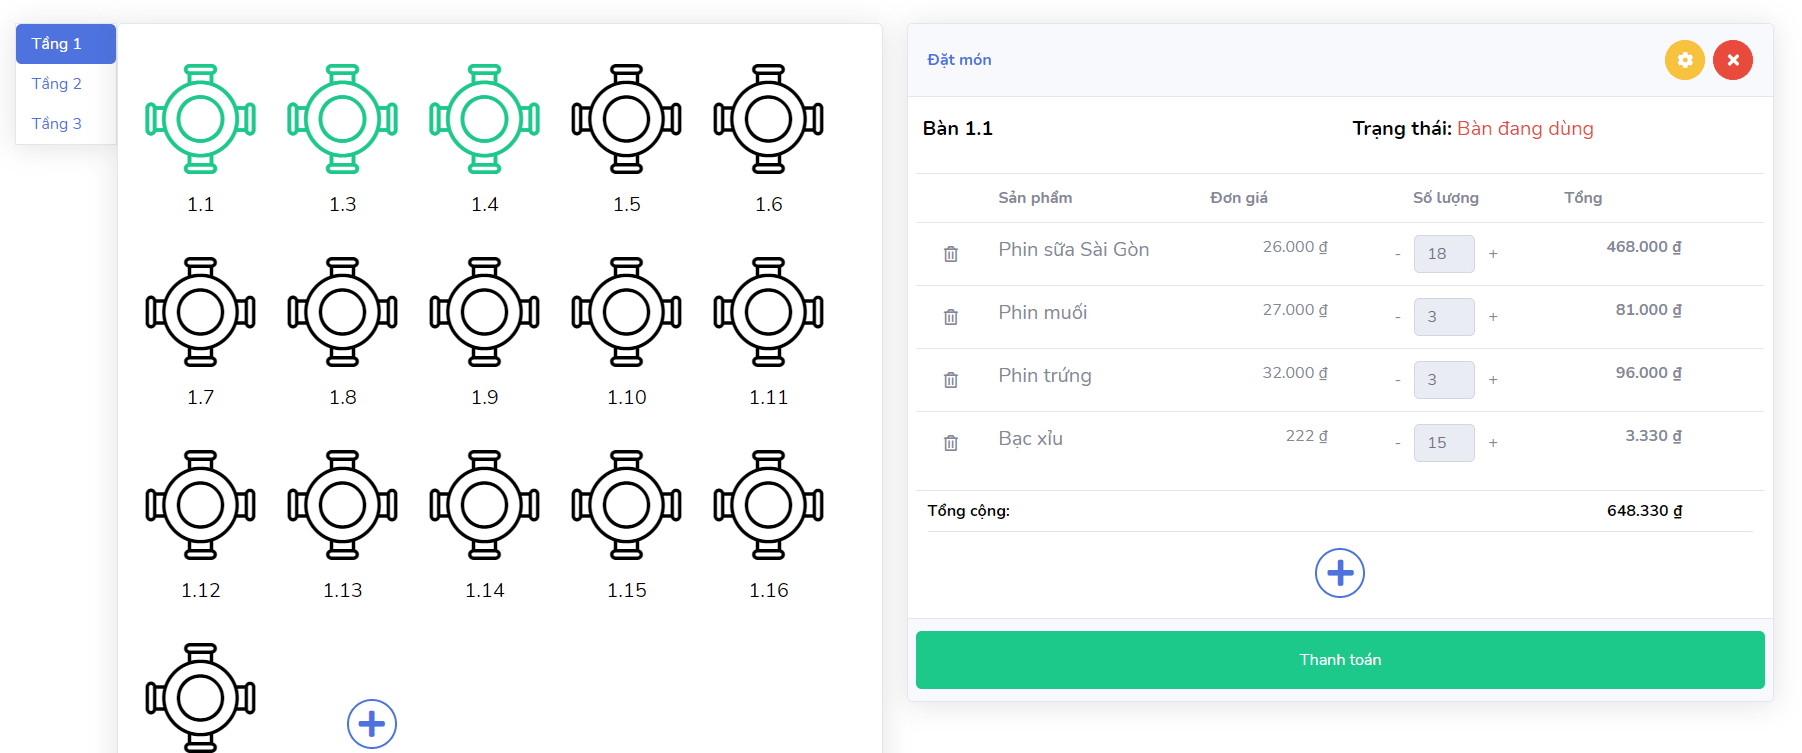 Tầng 1
Tầng 2
Tầng 3
1.1 1.3 1.4 1.5 1.6
1.7 1.8 1.9 1.10 1.11
1.12 1.13 1.14 1.15 1.16
Đặt món
Bàn 1.1 Trạng thái: Bàn đang dùng
Sản phẩm Đơn giá Số lượng Tổng
Phin sữa Sài Gòn 26.000 ₫ - 18 + 468.000 ₫
Phin muối 27.000 ₫ - 3 + 81.000 ₫
Phin trứng 32.000 ₫ - 3 + 96.000 ₫
Bạc xỉu 222 ₫ - 15 + 3.330 ₫
Tổng cộng: 648.330 ₫
Thanh toán